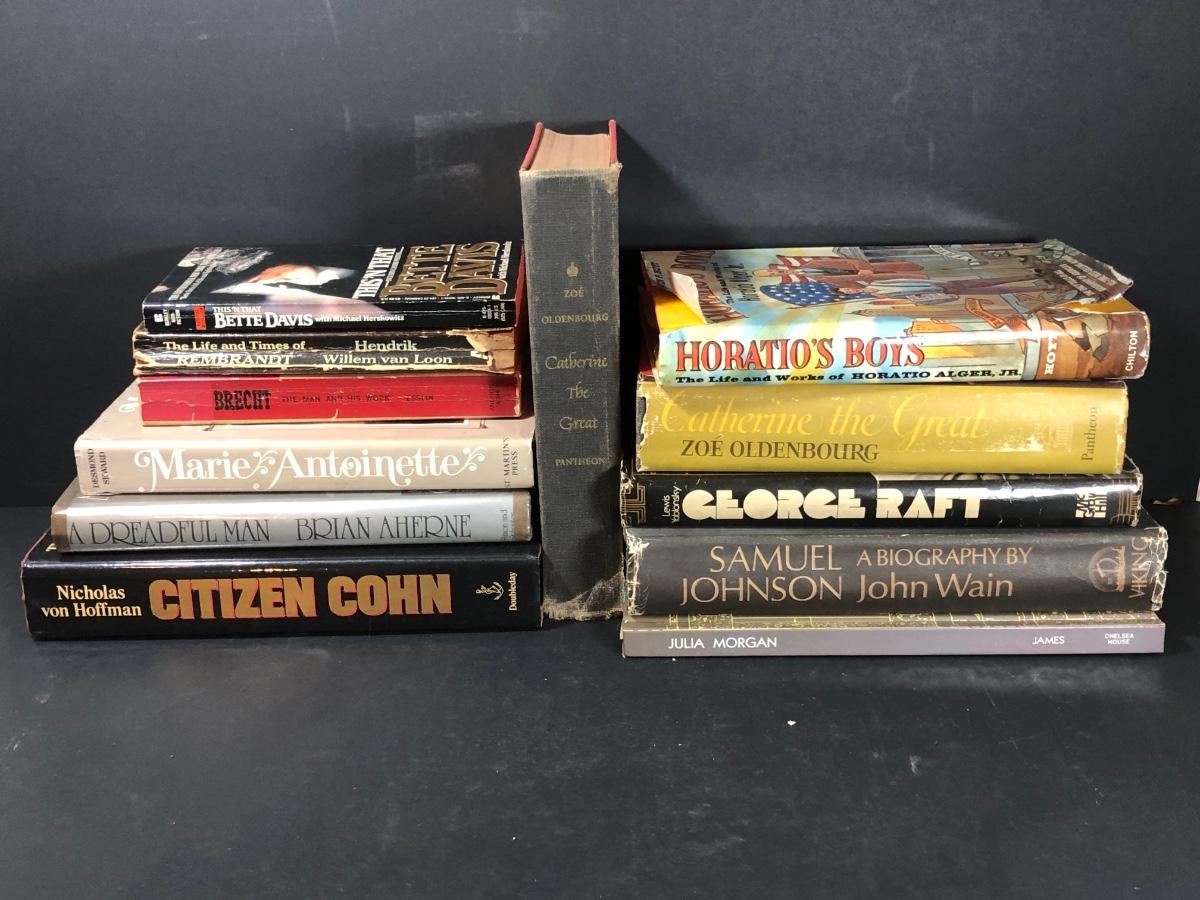 THIS 'N THAT
BETTE
DAVIS
THIS 'N THAT
BETTE DAVIS with Michael Herskowitz
The Life and Times of Hendrik
REMBRANDT Willem van Loon
BRECHT THE MAN AND HIS WORK - ESSLIN
DESMOND
SEWARD
Marie Antoinette
ST. MARTIN'S
PRESS
A DREADFUL MAN BRIAN AHERNE
Nicholas
von Hoffman
CITIZEN COHN
Doubleday
ZOÉ
OLDENBOURG
Catherine
The
Great
PANTHEON
HORATIO'S BOYS
The Life and Works of HORATIO ALGER, JR.
HOYT
CHILTON
Catherine the Great
ZOÉ OLDENBOURG
Pantheon
Lewis
Yablonsky
GEORGE RAFT
SAMUEL A BIOGRAPHY BY
JOHNSON John Wain
VIKING
JULIA MORGAN JAMES CHELSEA
HOUSE